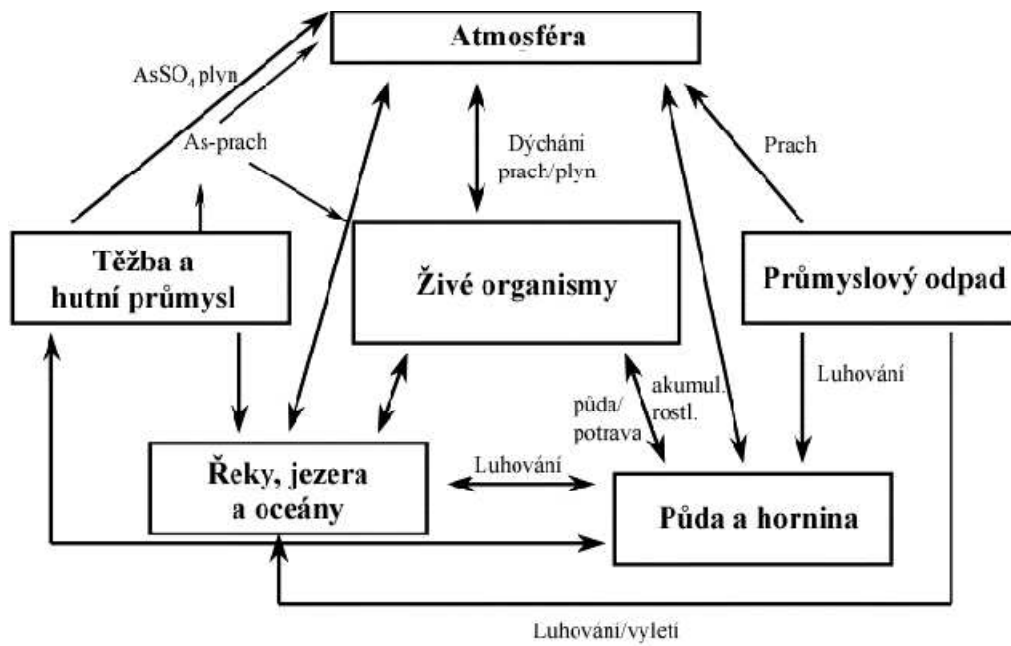 Atmosféra
AsSO₄ plyn
As-prach
Dýchání
prach/plyn
Prach
Těžba a
hutní průmysl
Živé organismy
Průmyslový odpad
Luhování
akumul.
rostl.
půda/
potrava
Řeky, jezera
a oceány
Luhování
Půda a hornina
Luhování/vyletí